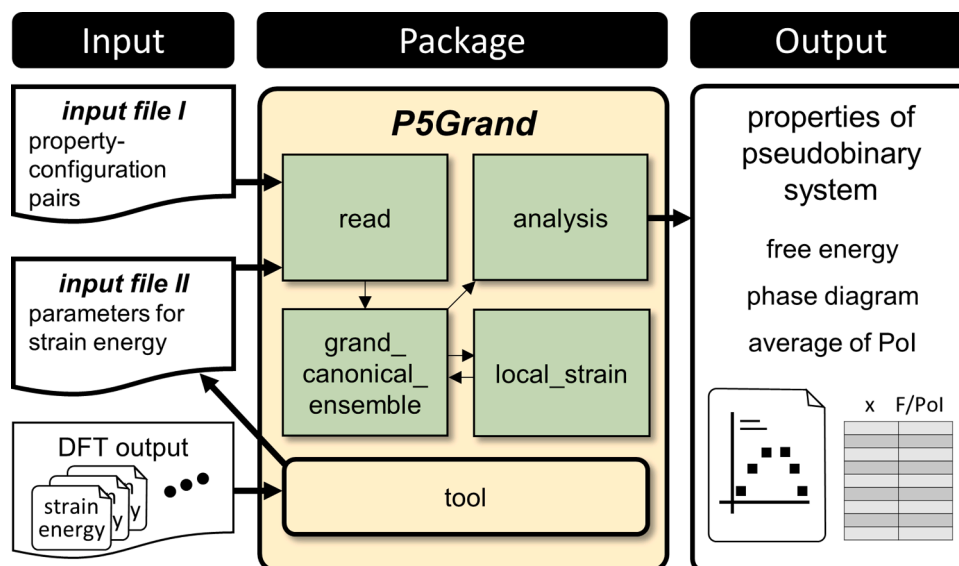 Input
Package
Output
input file I
property-
configuration
pairs
input file II
parameters for
strain energy
DFT output
strain
energy
y
y
P5Grand
read
analysis
grand_
canonical_
ensemble
local_strain
tool
properties of
pseudobinary
system
free energy
phase diagram
average of PoI
x F/PoI